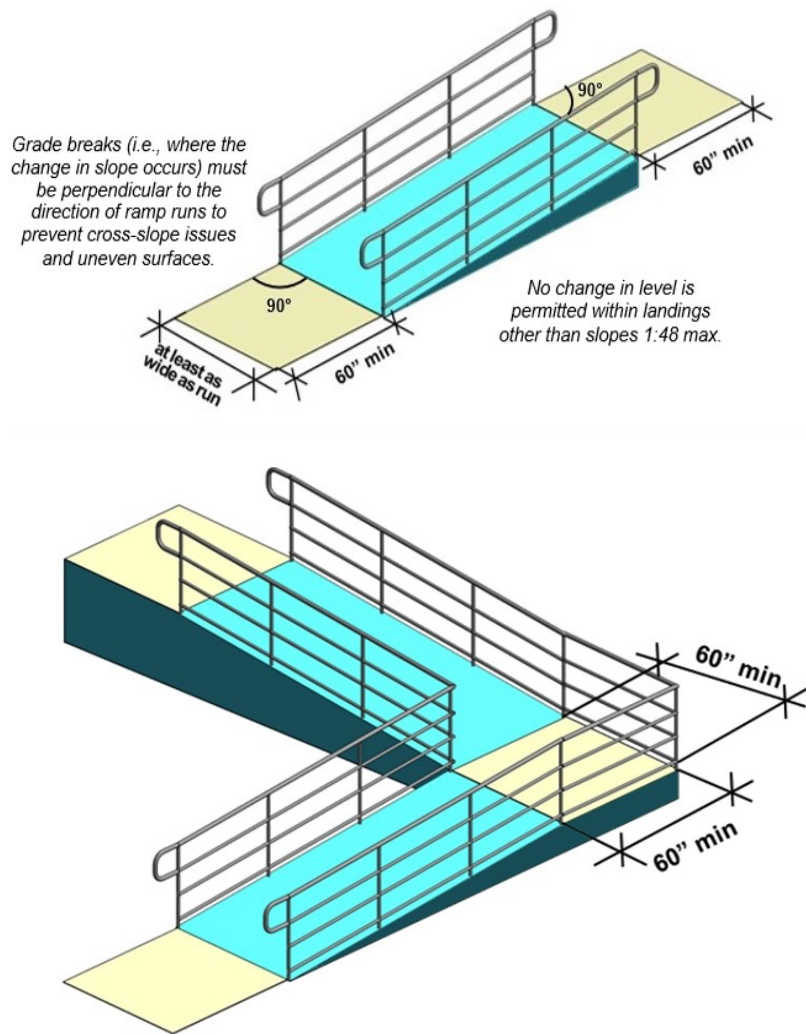 90°
60” min
Grade breaks (i.e., where the
change in slope occurs) must
be perpendicular to the
direction of ramp runs to
prevent cross-slope issues
and uneven surfaces.
90°
No change in level is
permitted within landings
other than slopes 1:48 max.
at least as
wide as run
60” min
60” min
60” min